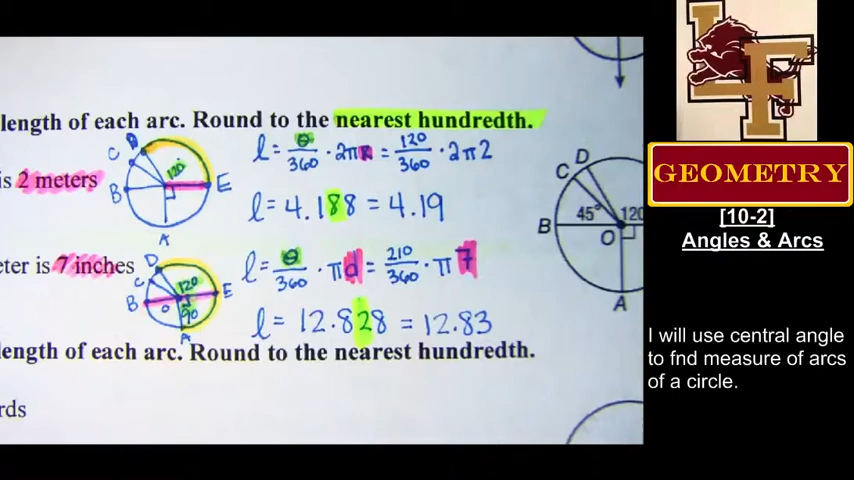 length of each arc. Round to the nearest hundredth.
is 2 meters
C D B E A 120°
l = θ/360 · 2πr = 120/360 · 2π2
l = 4.188 = 4.19
eter is 7 inches
D C B O E A 120 90
l = θ/360 · πd = 210/360 · π7
l = 12.828 = 12.83
length of each arc. Round to the nearest hundredth.
rds
D
C
45° 120
B
O
A
LF
GEOMETRY
[10-2]
Angles & Arcs
I will use central angle
to fnd measure of arcs
of a circle.